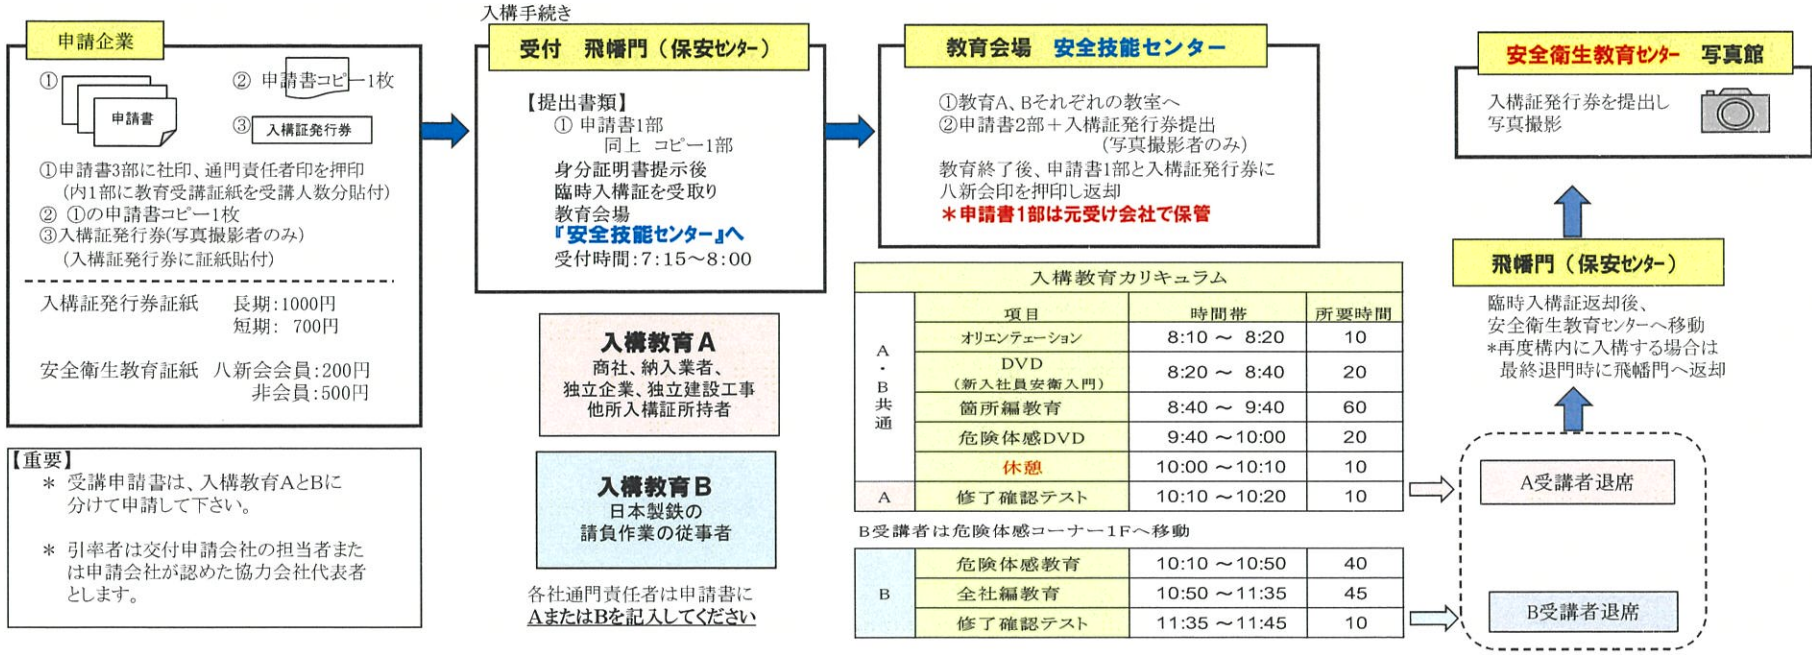 申請企業
①
申請書
② 申請書コピー1枚
③ 入構証発行券
①申請書3部に社印、通門責任者印を押印
(内1部に教育受講証紙を受講人数分貼付)
② ①の申請書コピー1枚
③入構証発行券(写真撮影者のみ)
(入構証発行券に証紙貼付)
入構証発行券証紙 長期:1000円
短期: 700円
安全衛生教育証紙 八新会会員:200円
非会員:500円
【重要】
＊ 受講申請書は、入構教育AとBに
分けて申請して下さい。
＊ 引率者は交付申請会社の担当者また
は申請会社が認めた協力会社代表者
とします。
入構手続き
受付 飛幡門（保安センター）
【提出書類】
① 申請書1部
同上 コピー1部
身分証明書提示後
臨時入構証を受取り
教育会場
『安全技能センター』へ
受付時間:7:15～8:00
入構教育A
商社、納入業者、
独立企業、独立建設工事
他所入構証所持者
入構教育B
日本製鉄の
請負作業の従事者
各社通門責任者は申請書に
AまたはBを記入してください
教育会場 安全技能センター
①教育A、Bそれぞれの教室へ
②申請書2部＋入構証発行券提出
(写真撮影者のみ)
教育終了後、申請書1部と入構証発行券に
八新会印を押印し返却
＊申請書1部は元受け会社で保管
入構教育カリキュラム
項目 時間帯 所要時間
A・B共通
オリエンテェーション 8:10 ～ 8:20 10
DVD
(新入社員安衛入門) 8:20 ～ 8:40 20
箇所編教育 8:40 ～ 9:40 60
危険体感DVD 9:40 ～10:00 20
休憩 10:00 ～10:10 10
A 修了確認テスト 10:10 ～10:20 10
B受講者は危険体感コーナー1Fへ移動
B
危険体感教育 10:10 ～10:50 40
全社編教育 10:50 ～11:35 45
修了確認テスト 11:35 ～11:45 10
安全衛生教育センター 写真館
入構証発行券を提出し
写真撮影
飛幡門（保安センター）
臨時入構証返却後、
安全衛生教育センターへ移動
*再度構内に入構する場合は
最終退門時に飛幡門へ返却
A受講者退席
B受講者退席